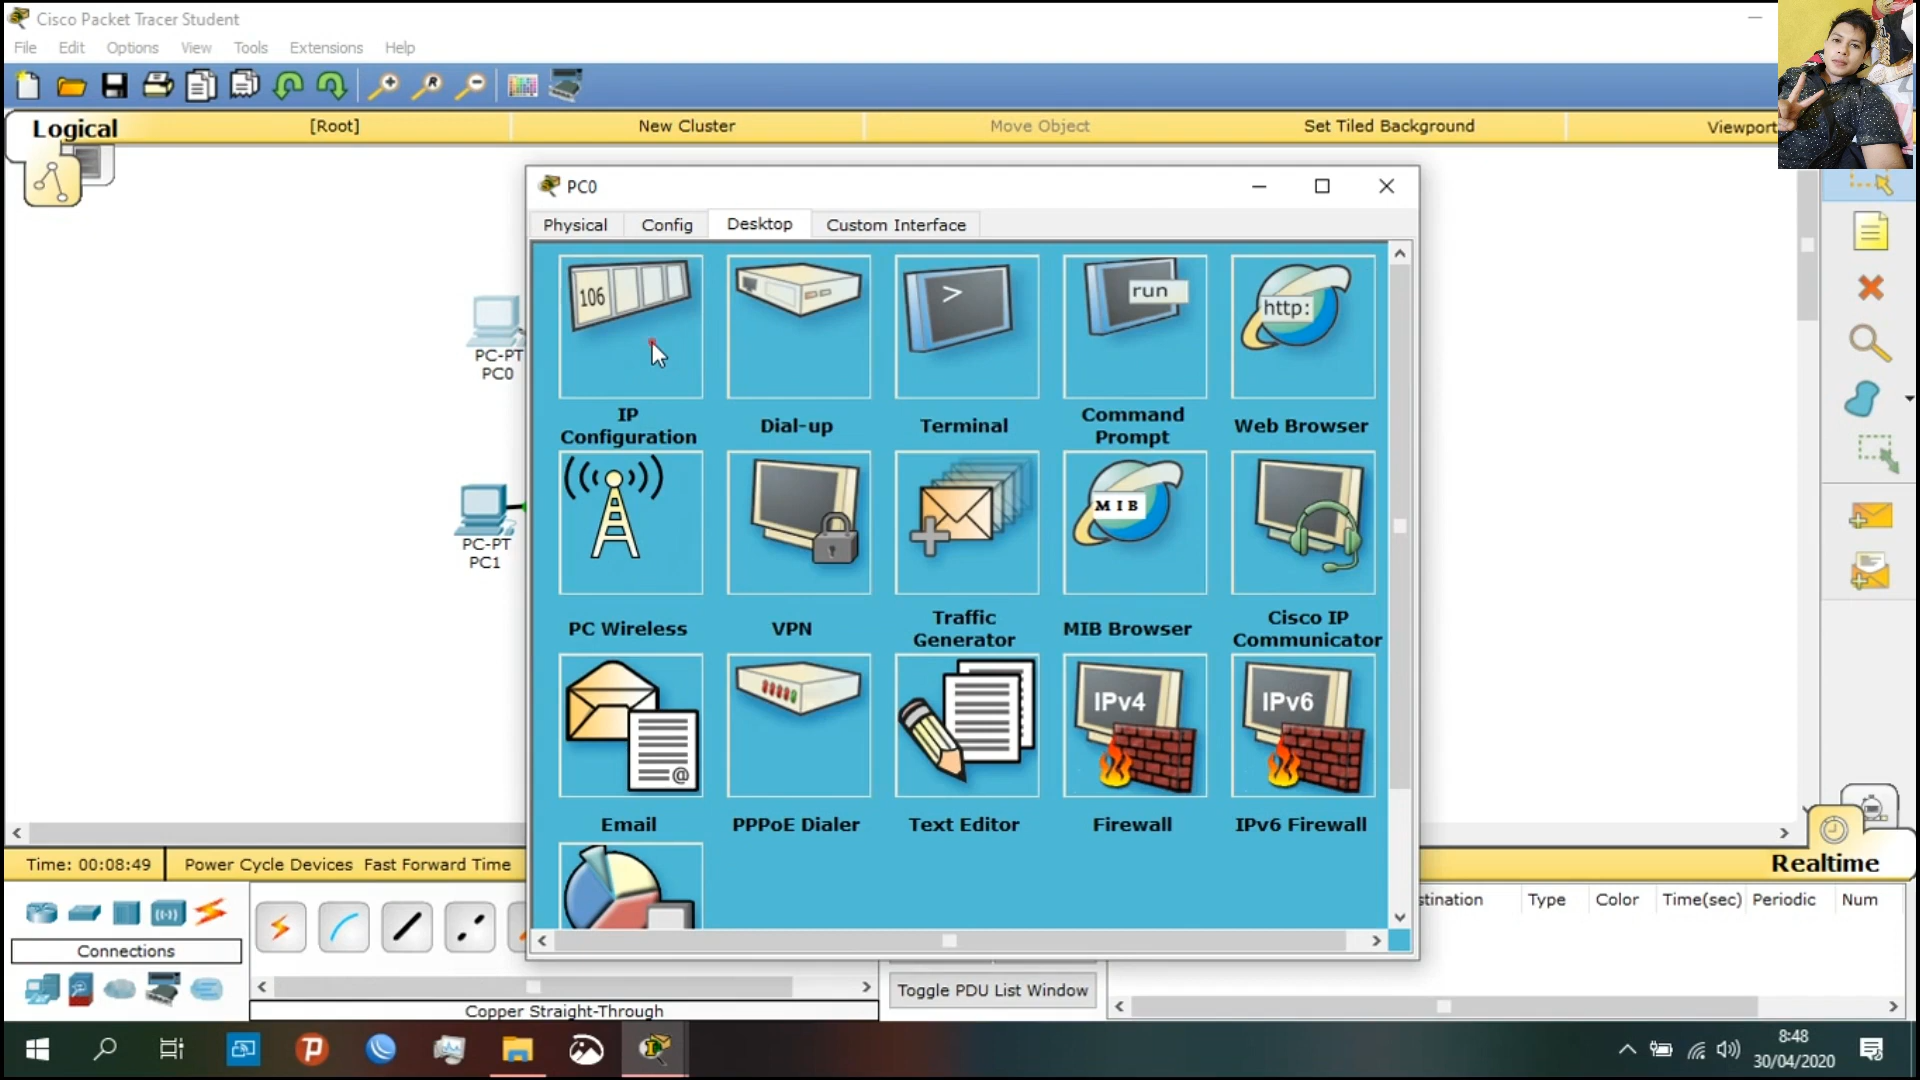 Cisco Packet Tracer Student
File Edit Options View Tools Extensions Help
Logical [Root] New Cluster Move Object Set Tiled Background Viewport
PC0
Physical Config Desktop Custom Interface
106
>
run
http:
IP Configuration
Dial-up
Terminal
Command Prompt
Web Browser
PC-PT
PC0
MIB
PC-PT
PC1
PC Wireless
VPN
Traffic Generator
MIB Browser
Cisco IP Communicator
@
IPv4
IPv6
Email
PPPoE Dialer
Text Editor
Firewall
IPv6 Firewall
Time: 00:08:49 Power Cycle Devices Fast Forward Time
Realtime
stination Type Color Time(sec) Periodic Num
Connections
Toggle PDU List Window
Copper Straight-Through
8:48
30/04/2020